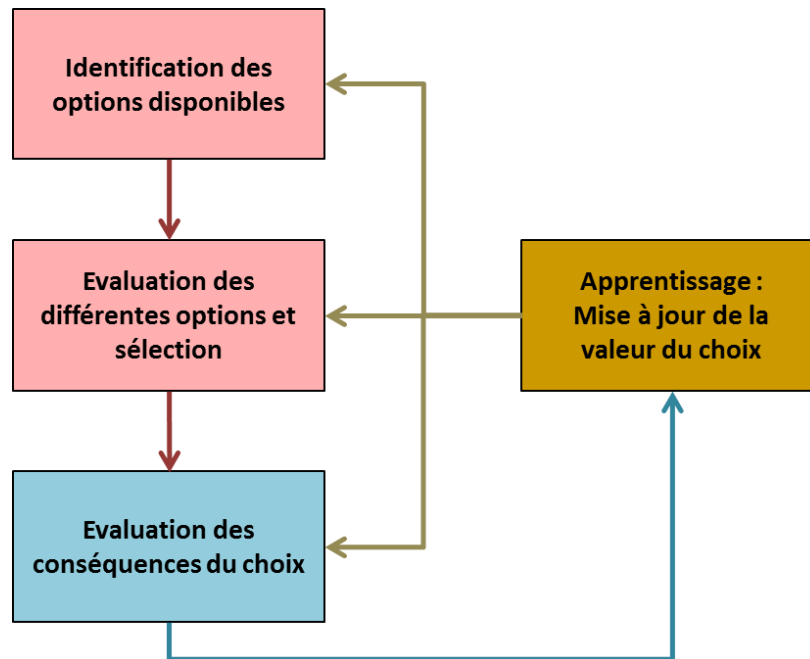 Identification des
options disponibles
Evaluation des
différentes options et
sélection
Apprentissage :
Mise à jour de la
valeur du choix
Evaluation des
conséquences du choix